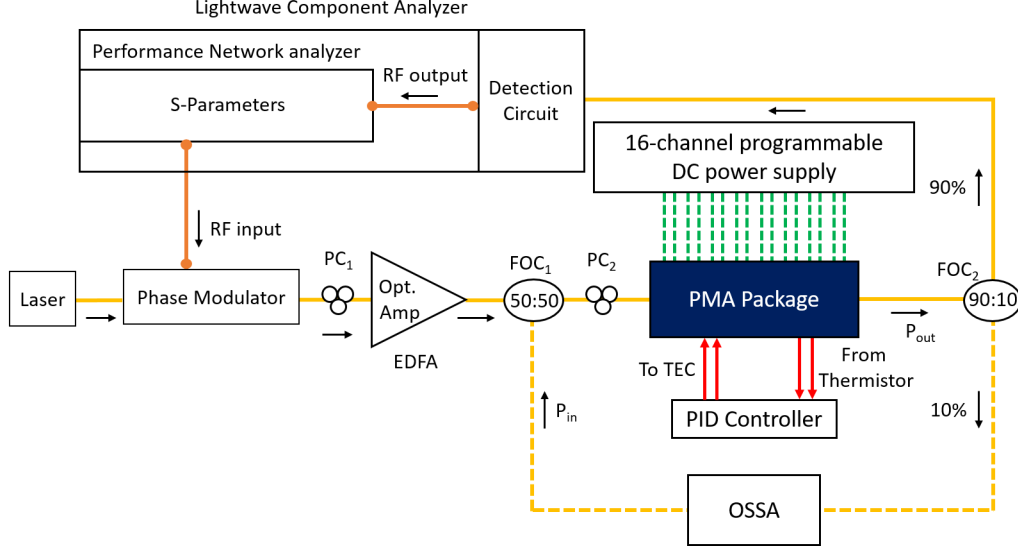 Lightwave Component Analyzer
Performance Network analyzer
S-Parameters
RF output
Detection
Circuit
16-channel programmable
DC power supply
90%
RF input
Laser
Phase Modulator
PC1
Opt.
Amp
EDFA
FOC1
50:50
PC2
PMA Package
FOC2
90:10
Pout
To TEC
From
Thermistor
PID Controller
Pin
10%
OSSA